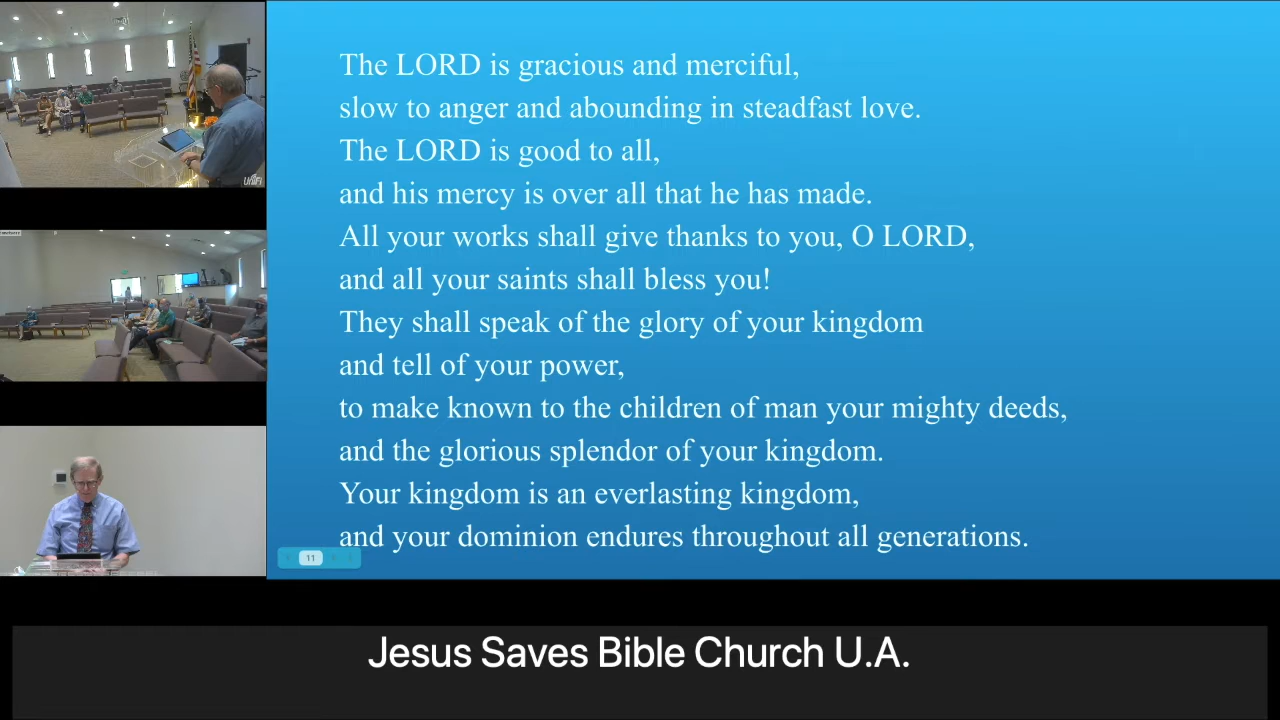 The LORD is gracious and merciful,
slow to anger and abounding in steadfast love.
The LORD is good to all,
and his mercy is over all that he has made.
All your works shall give thanks to you, O LORD,
and all your saints shall bless you!
They shall speak of the glory of your kingdom
and tell of your power,
to make known to the children of man your mighty deeds,
and the glorious splendor of your kingdom.
Your kingdom is an everlasting kingdom,
and your dominion endures throughout all generations.
11
UniFi
Jesus Saves Bible Church U.A.